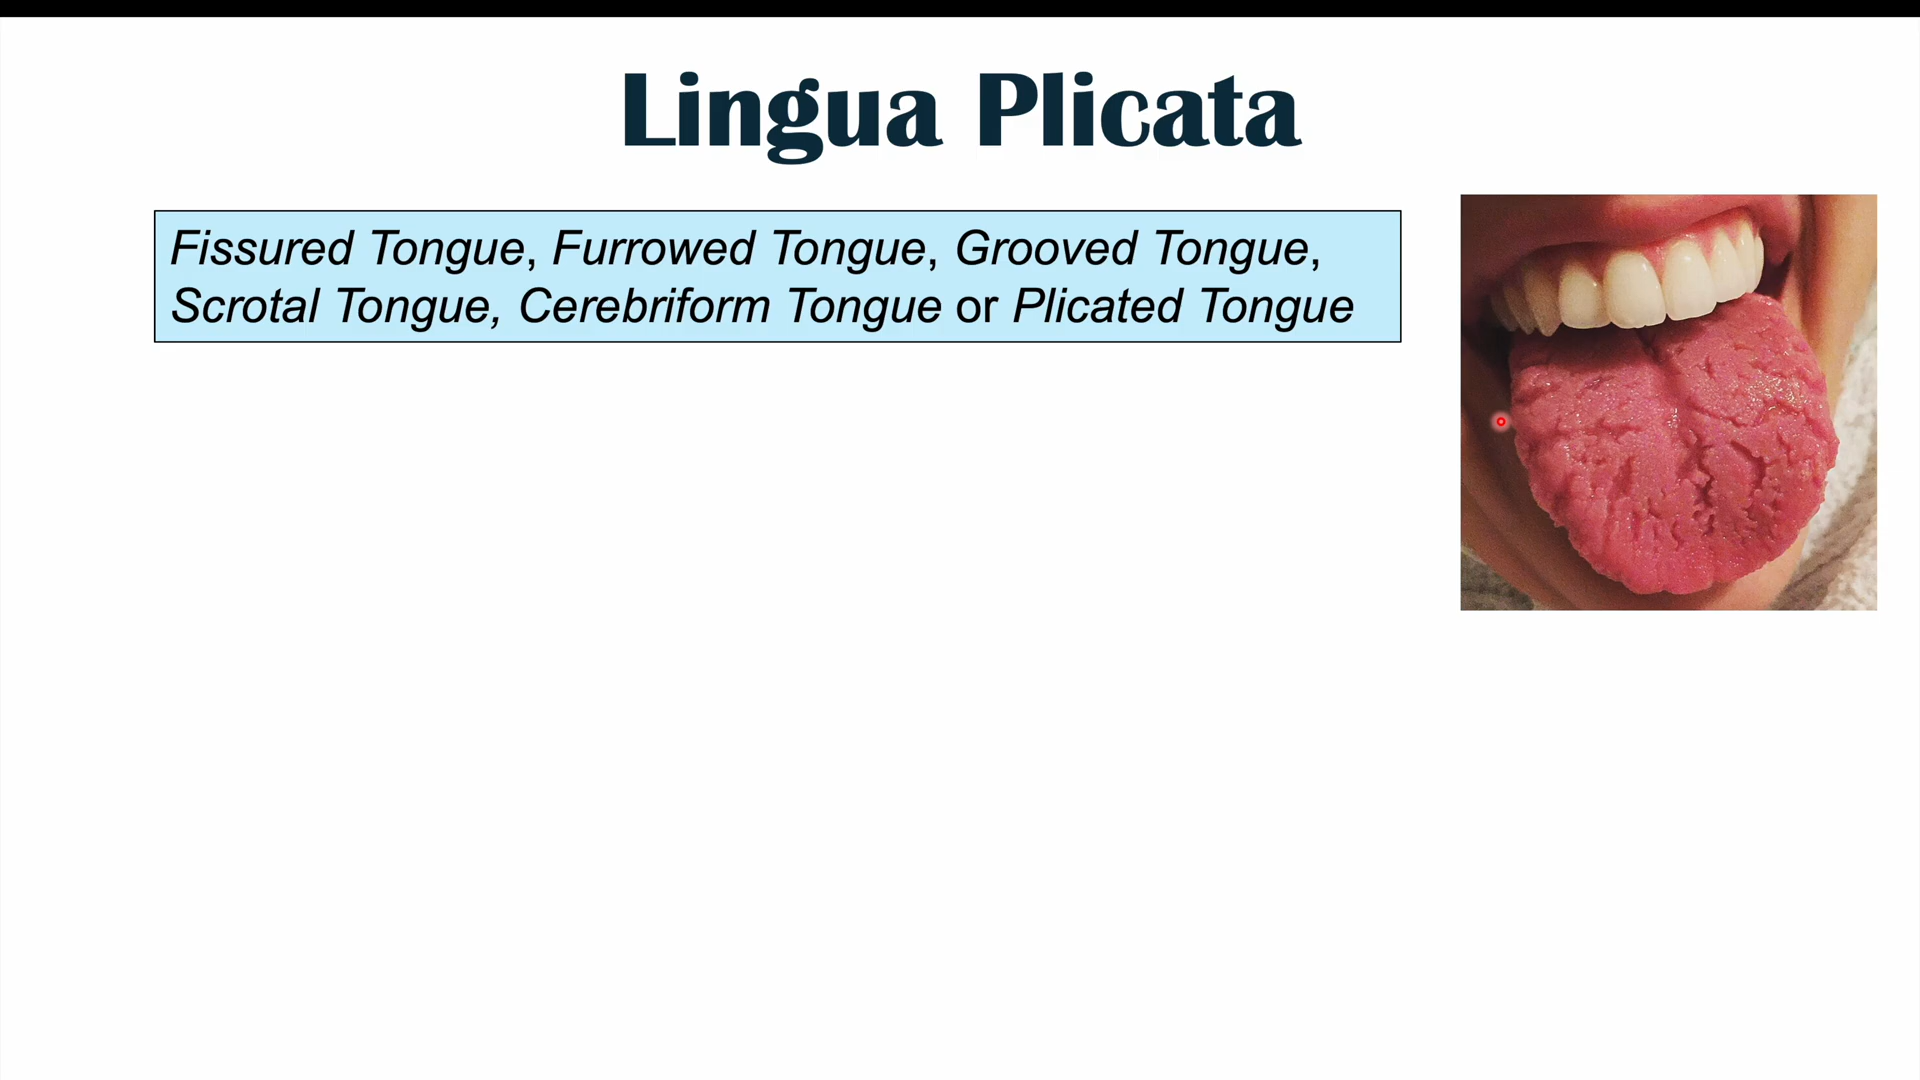 Lingua Plicata
Fissured Tongue, Furrowed Tongue, Grooved Tongue,
Scrotal Tongue, Cerebriform Tongue or Plicated Tongue